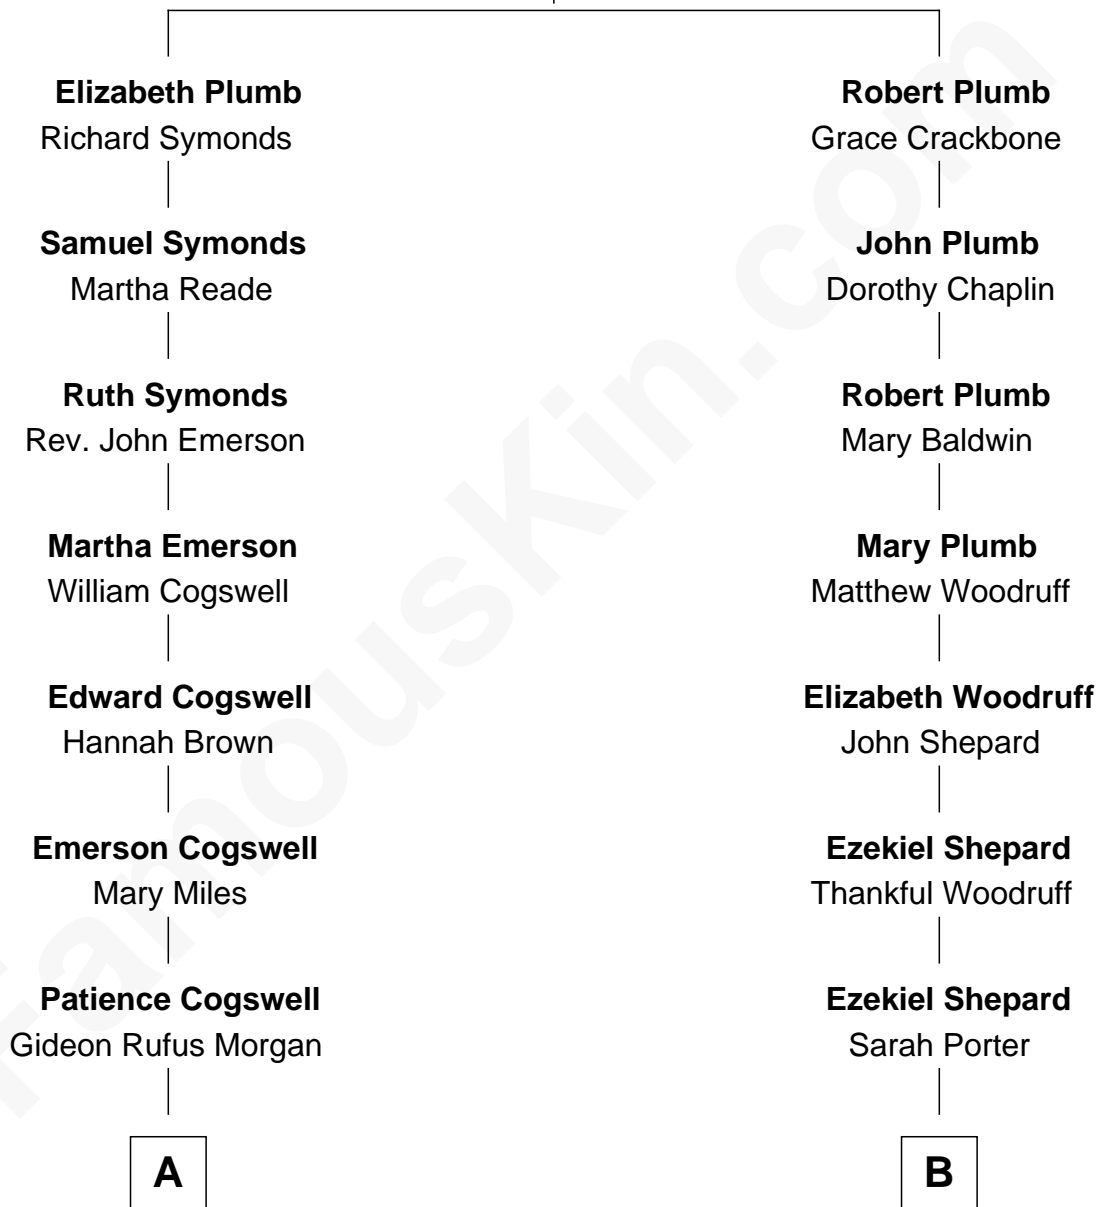 Elizabeth Plumb
Richard Symonds
Samuel Symonds
Martha Reade
Ruth Symonds
Rev. John Emerson
Martha Emerson
William Cogswell
Edward Cogswell
Hannah Brown
Emerson Cogswell
Mary Miles
Patience Cogswell
Gideon Rufus Morgan
A
Robert Plumb
Grace Crackbone
John Plumb
Dorothy Chaplin
Robert Plumb
Mary Baldwin
Mary Plumb
Matthew Woodruff
Elizabeth Woodruff
John Shepard
Ezekiel Shepard
Thankful Woodruff
Ezekiel Shepard
Sarah Porter
B
FamousKin.com